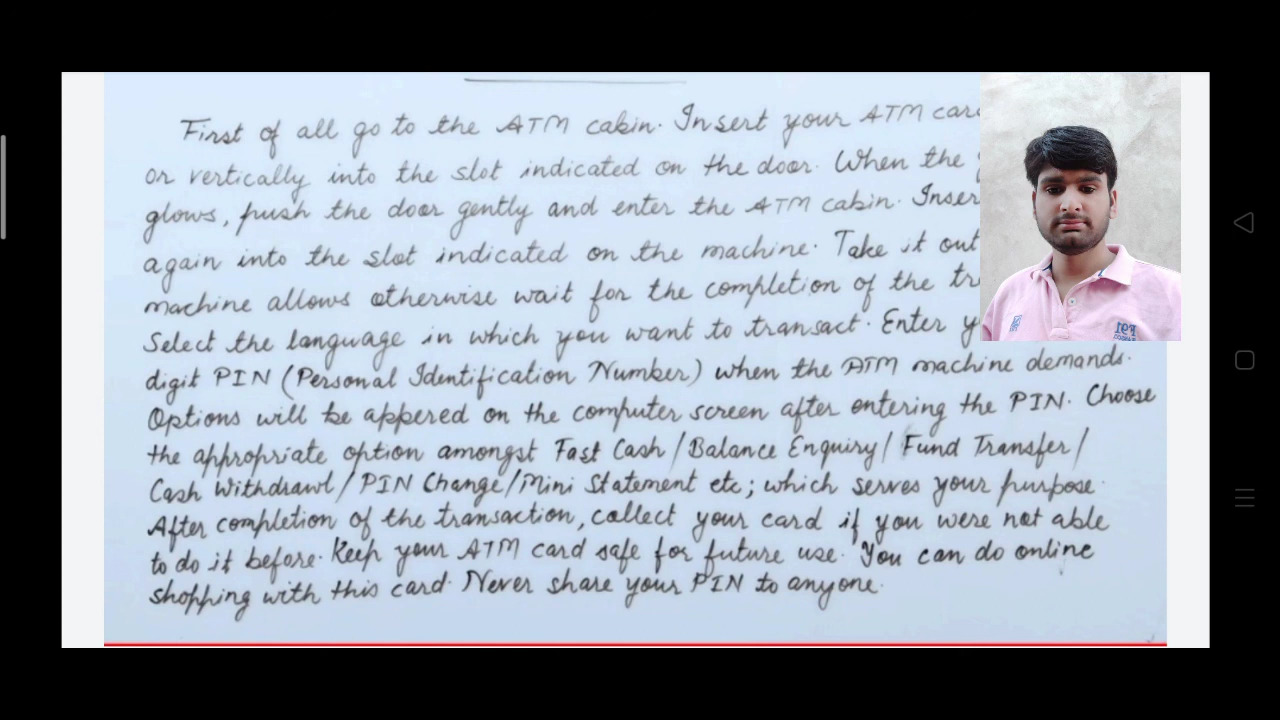 First of all go to the ATM cabin. Insert your ATM card
or vertically into the slot indicated on the door. When the
glows, push the door gently and enter the ATM cabin. Inser
again into the slot indicated on the machine. Take it out
machine allows otherwise wait for the completion of the tr
Select the language in which you want to transact. Enter y
digit PIN (Personal Identification Number) when the ATM machine demands.
Options will be appered on the computer screen after entering the PIN. Choose
the appropriate option amongst Fast Cash/Balance Enquiry/Fund Transfer/
Cash Withdrawl/PIN Change/Mini Statement etc; which serves your purpose.
After completion of the transaction, collect your card if you were not able
to do it before. Keep your ATM card safe for future use. You can do online
shopping with this card. Never share your PIN to anyone.